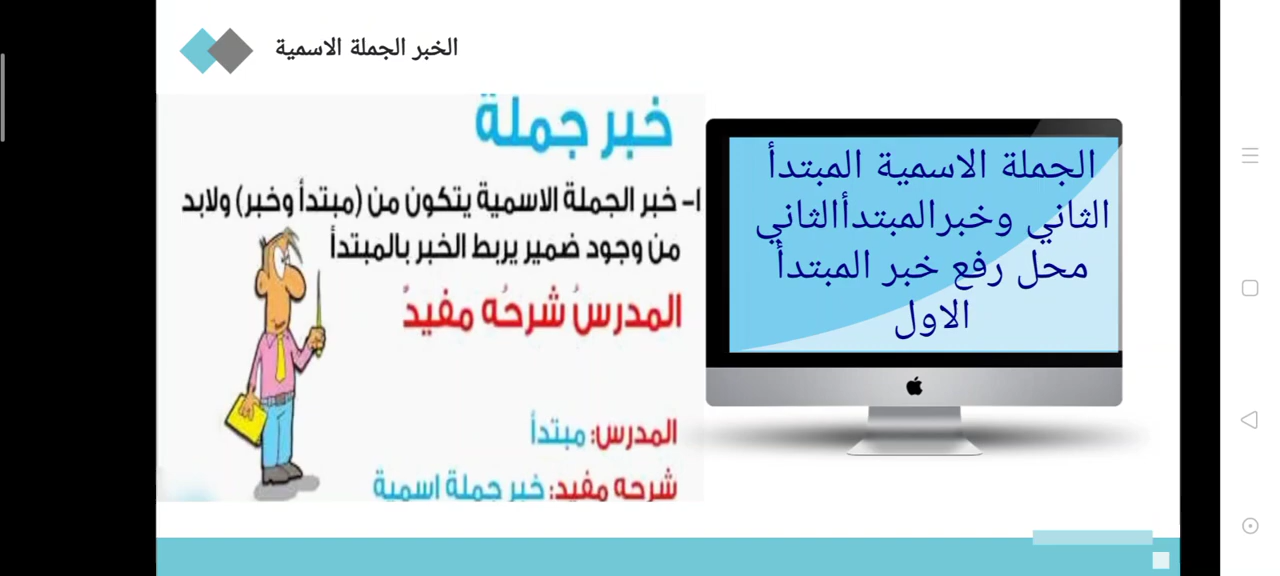 الخبر الجملة الاسمية
خبر جملة
١- خبر الجملة الاسمية يتكون من (مبتدأ وخبر) ولابد
من وجود ضمير يربط الخبر بالمبتدأ
المدرسُ شرحُه مفيدٌ
المدرس: مبتدأ
شرحه مفيد: خبر جملة اسمية
الجملة الاسمية المبتدأ
الثاني وخبرالمبتدأالثاني
محل رفع خبر المبتدأ
الاول